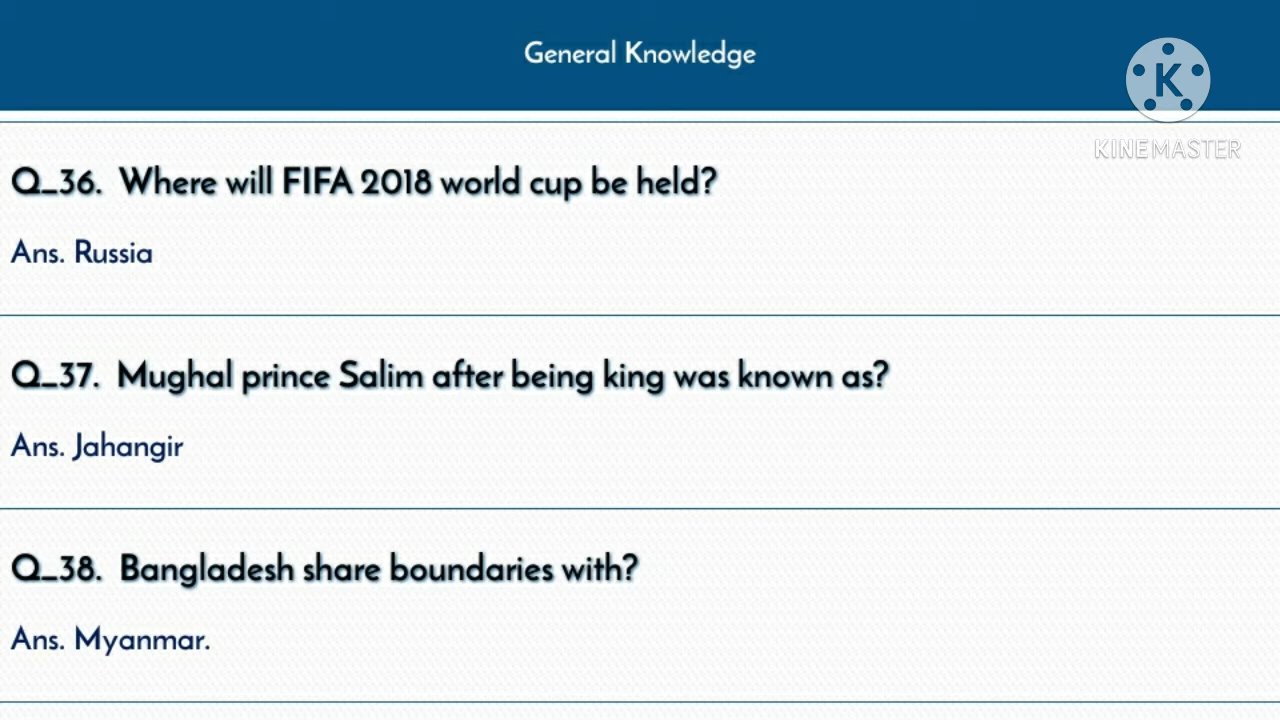 General Knowledge
K
KINEMASTER
Q_36. Where will FIFA 2018 world cup be held?
Ans. Russia
Q_37. Mughal prince Salim after being king was known as?
Ans. Jahangir
Q_38. Bangladesh share boundaries with?
Ans. Myanmar.